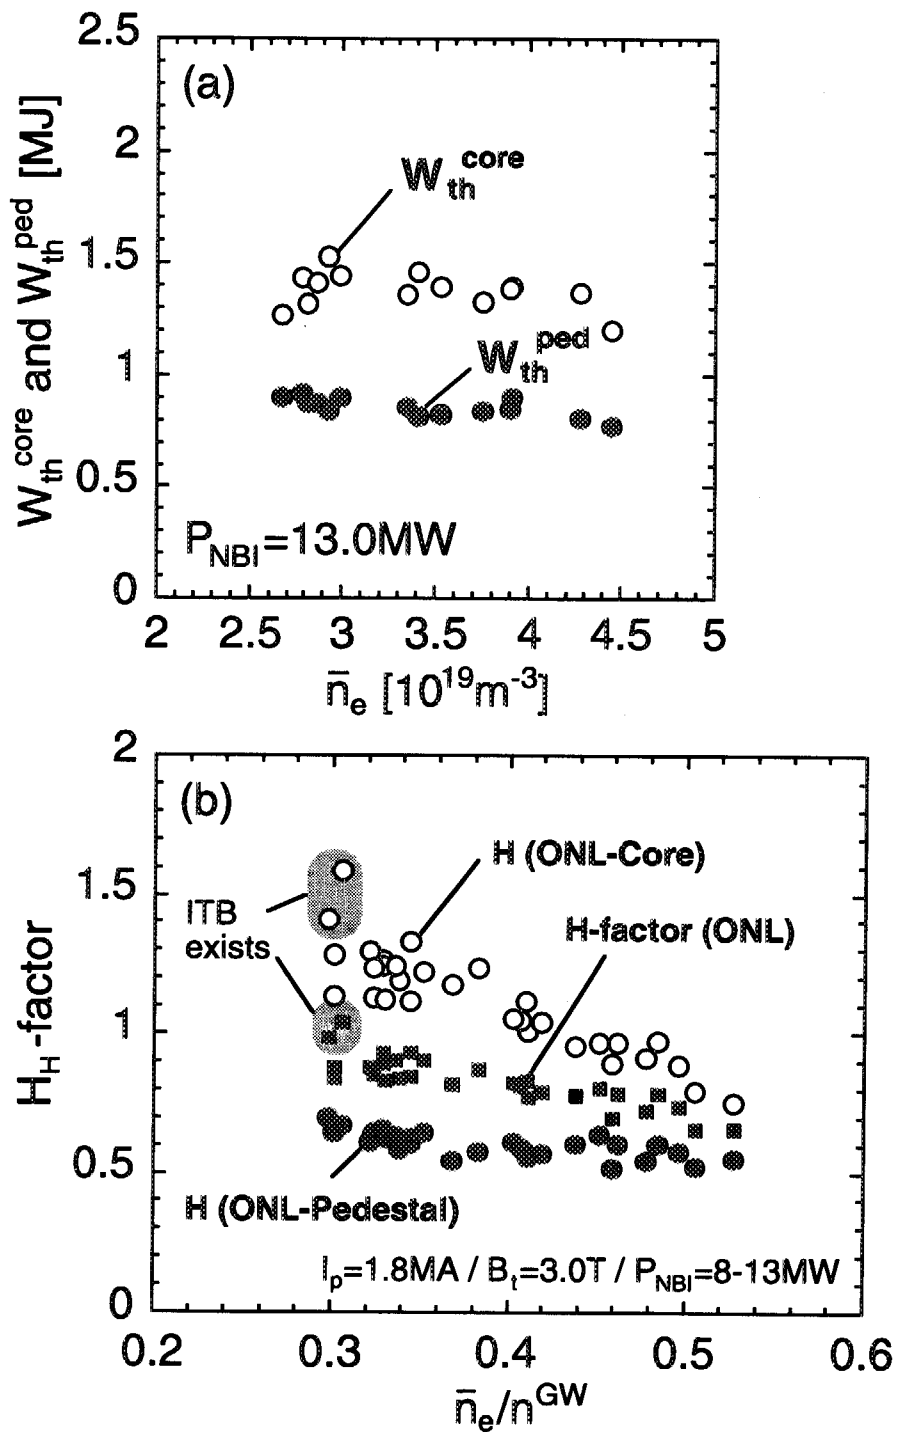 2.5
(a)
2
W_th^core
1.5
W_th^core and W_th^ped [MJ]
W_th^ped
1
0.5
P_NBI=13.0MW
0
2 2.5 3 3.5 4 4.5 5
n̅_e [10^19 m^-3]
2
(b)
H (ONL-Core)
1.5
ITB
exists
H-factor (ONL)
H_H-factor
1
0.5
H (ONL-Pedestal)
I_p=1.8MA / B_t=3.0T / P_NBI=8-13MW
0
0.2 0.3 0.4 0.5 0.6
n̅_e/n^GW